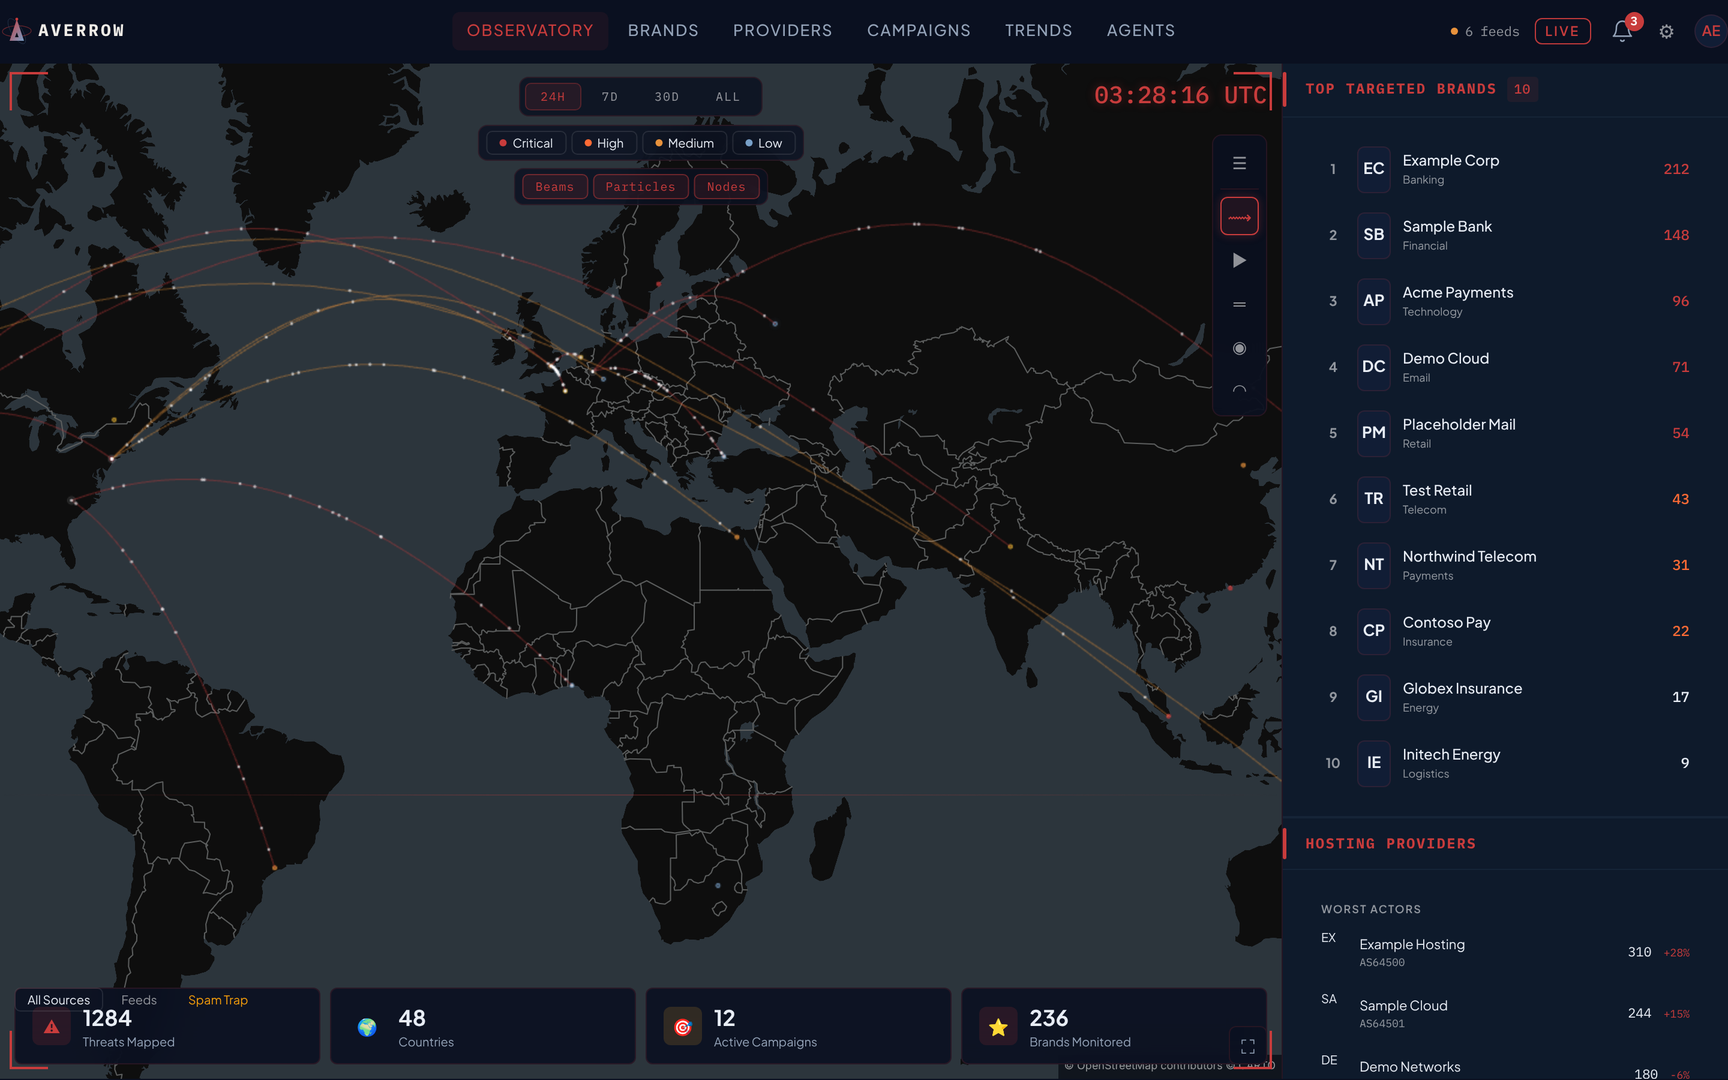 AVERROW
OBSERVATORY
BRANDS
PROVIDERS
CAMPAIGNS
TRENDS
AGENTS
6 feeds
LIVE
3
AE
24H
7D
30D
ALL
03:28:16 UTC
Critical
High
Medium
Low
Beams
Particles
Nodes
TOP TARGETED BRANDS 10
1
EC
Example Corp
Banking
212
2
SB
Sample Bank
Financial
148
3
AP
Acme Payments
Technology
96
4
DC
Demo Cloud
Email
71
5
PM
Placeholder Mail
Retail
54
6
TR
Test Retail
Telecom
43
7
NT
Northwind Telecom
Payments
31
8
CP
Contoso Pay
Insurance
22
9
GI
Globex Insurance
Energy
17
10
IE
Initech Energy
Logistics
9
HOSTING PROVIDERS
WORST ACTORS
EX
Example Hosting
AS64500
310
+28%
SA
Sample Cloud
AS64501
244
+15%
DE
Demo Networks
180
-6%
All Sources
Feeds
Spam Trap
1284
Threats Mapped
48
Countries
12
Active Campaigns
236
Brands Monitored
© OpenStreetMap contributors © CARTO